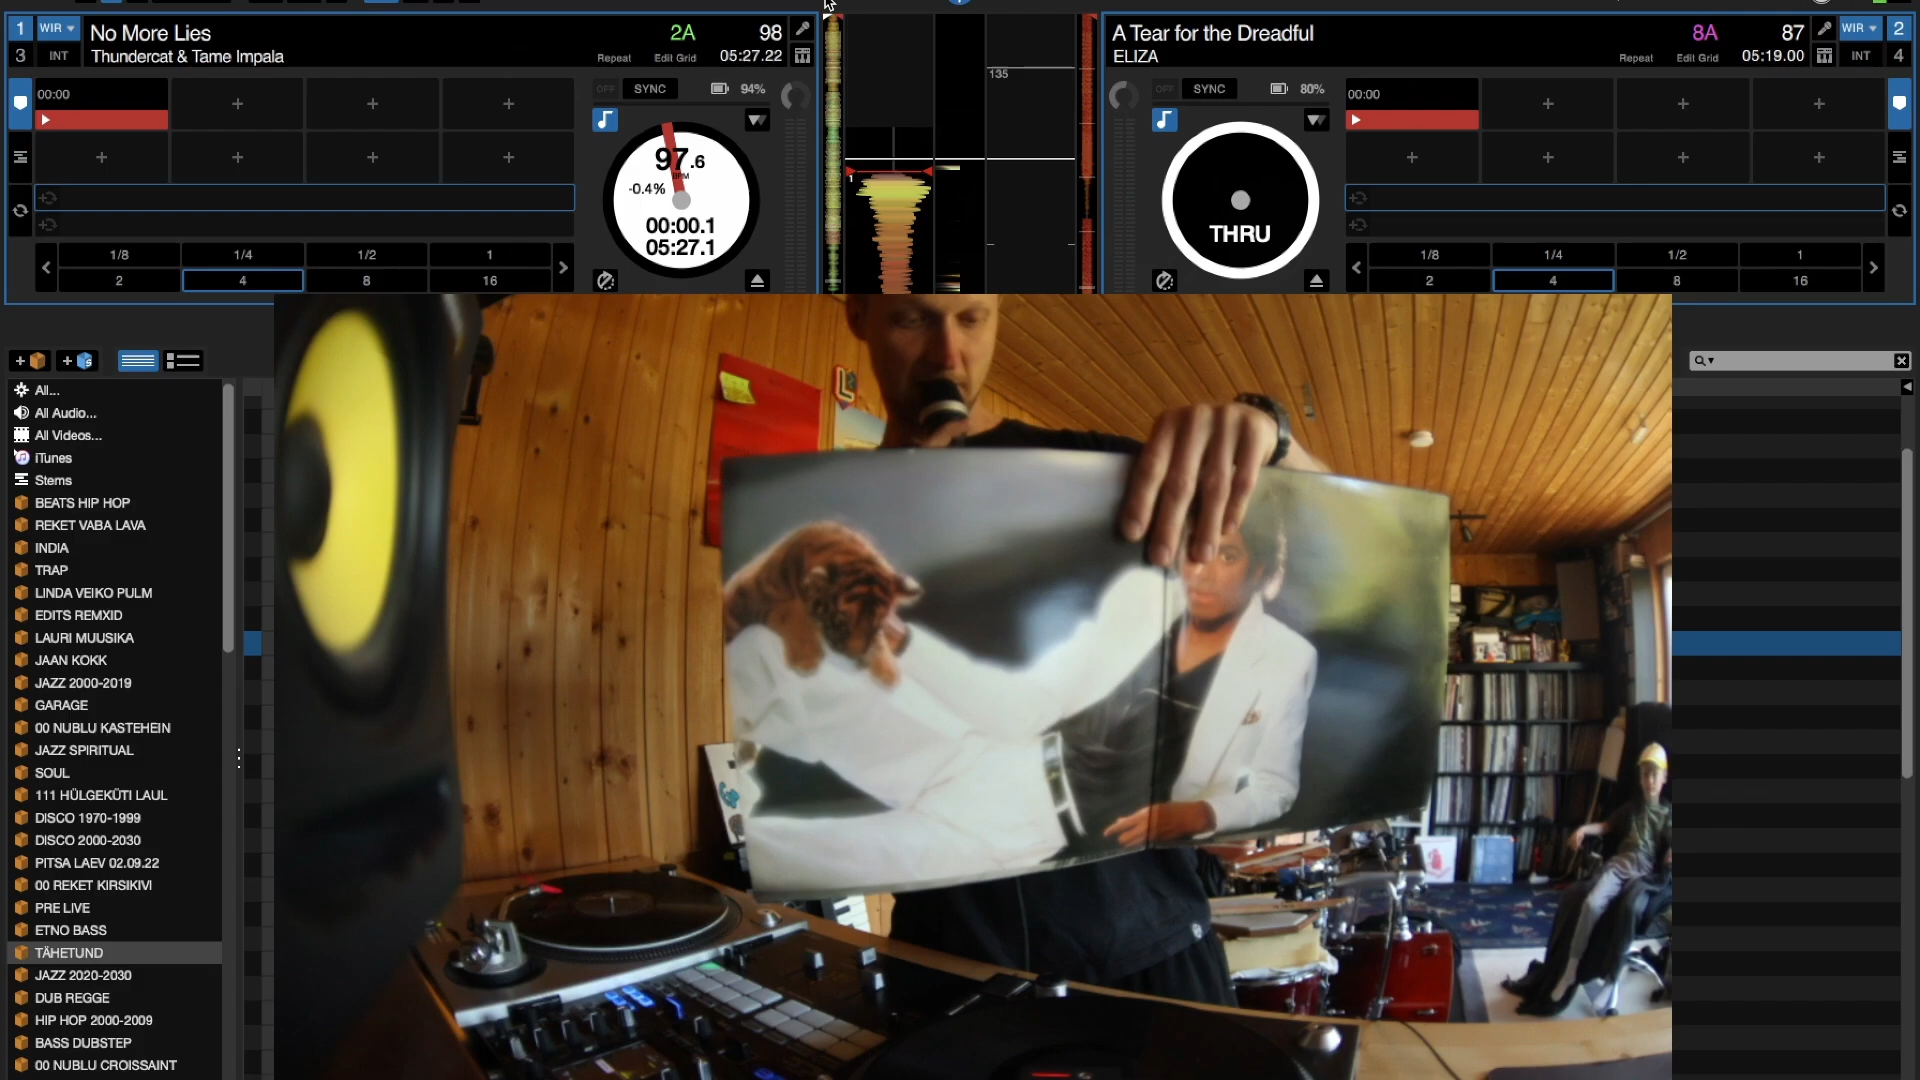 1 WIR No More Lies 2A 98
3 INT Thundercat & Tame Impala Repeat Edit Grid 05:27.22
00:00
OFF SYNC 94%
97.6
BPM
-0.4%
00:00.1
05:27.1
1/8 1/4 1/2 1
2 4 8 16
135
1
A Tear for the Dreadful 8A 87 WIR 2
ELIZA Repeat Edit Grid 05:19.00 INT 4
OFF SYNC 80%
00:00
THRU
1/8 1/4 1/2 1
2 4 8 16
All...
All Audio...
All Videos...
iTunes
Stems
BEATS HIP HOP
REKET VABA LAVA
INDIA
TRAP
LINDA VEIKO PULM
EDITS REMXID
LAURI MUUSIKA
JAAN KOKK
JAZZ 2000-2019
GARAGE
00 NUBLU KASTEHEIN
JAZZ SPIRITUAL
SOUL
111 HÜLGEKÜTI LAUL
DISCO 1970-1999
DISCO 2000-2030
PITSA LAEV 02.09.22
00 REKET KIRSIKIVI
PRE LIVE
ETNO BASS
TÄHETUND
JAZZ 2020-2030
DUB REGGE
HIP HOP 2000-2009
BASS DUBSTEP
00 NUBLU CROISSAINT